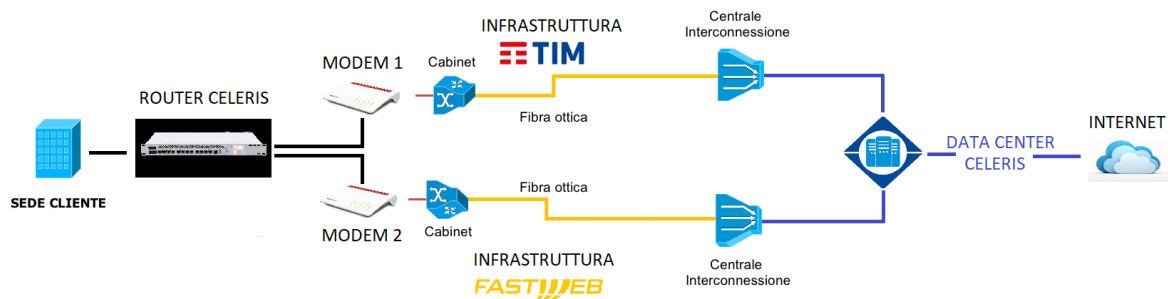 INFRASTRUTTURA
TIM
Centrale
Interconnessione
MODEM 1
Cabinet
ROUTER CELERIS
Fibra ottica
INTERNET
DATA CENTER
CELERIS
SEDE CLIENTE
Fibra ottica
MODEM 2
Cabinet
INFRASTRUTTURA
FASTWEB
Centrale
Interconnessione